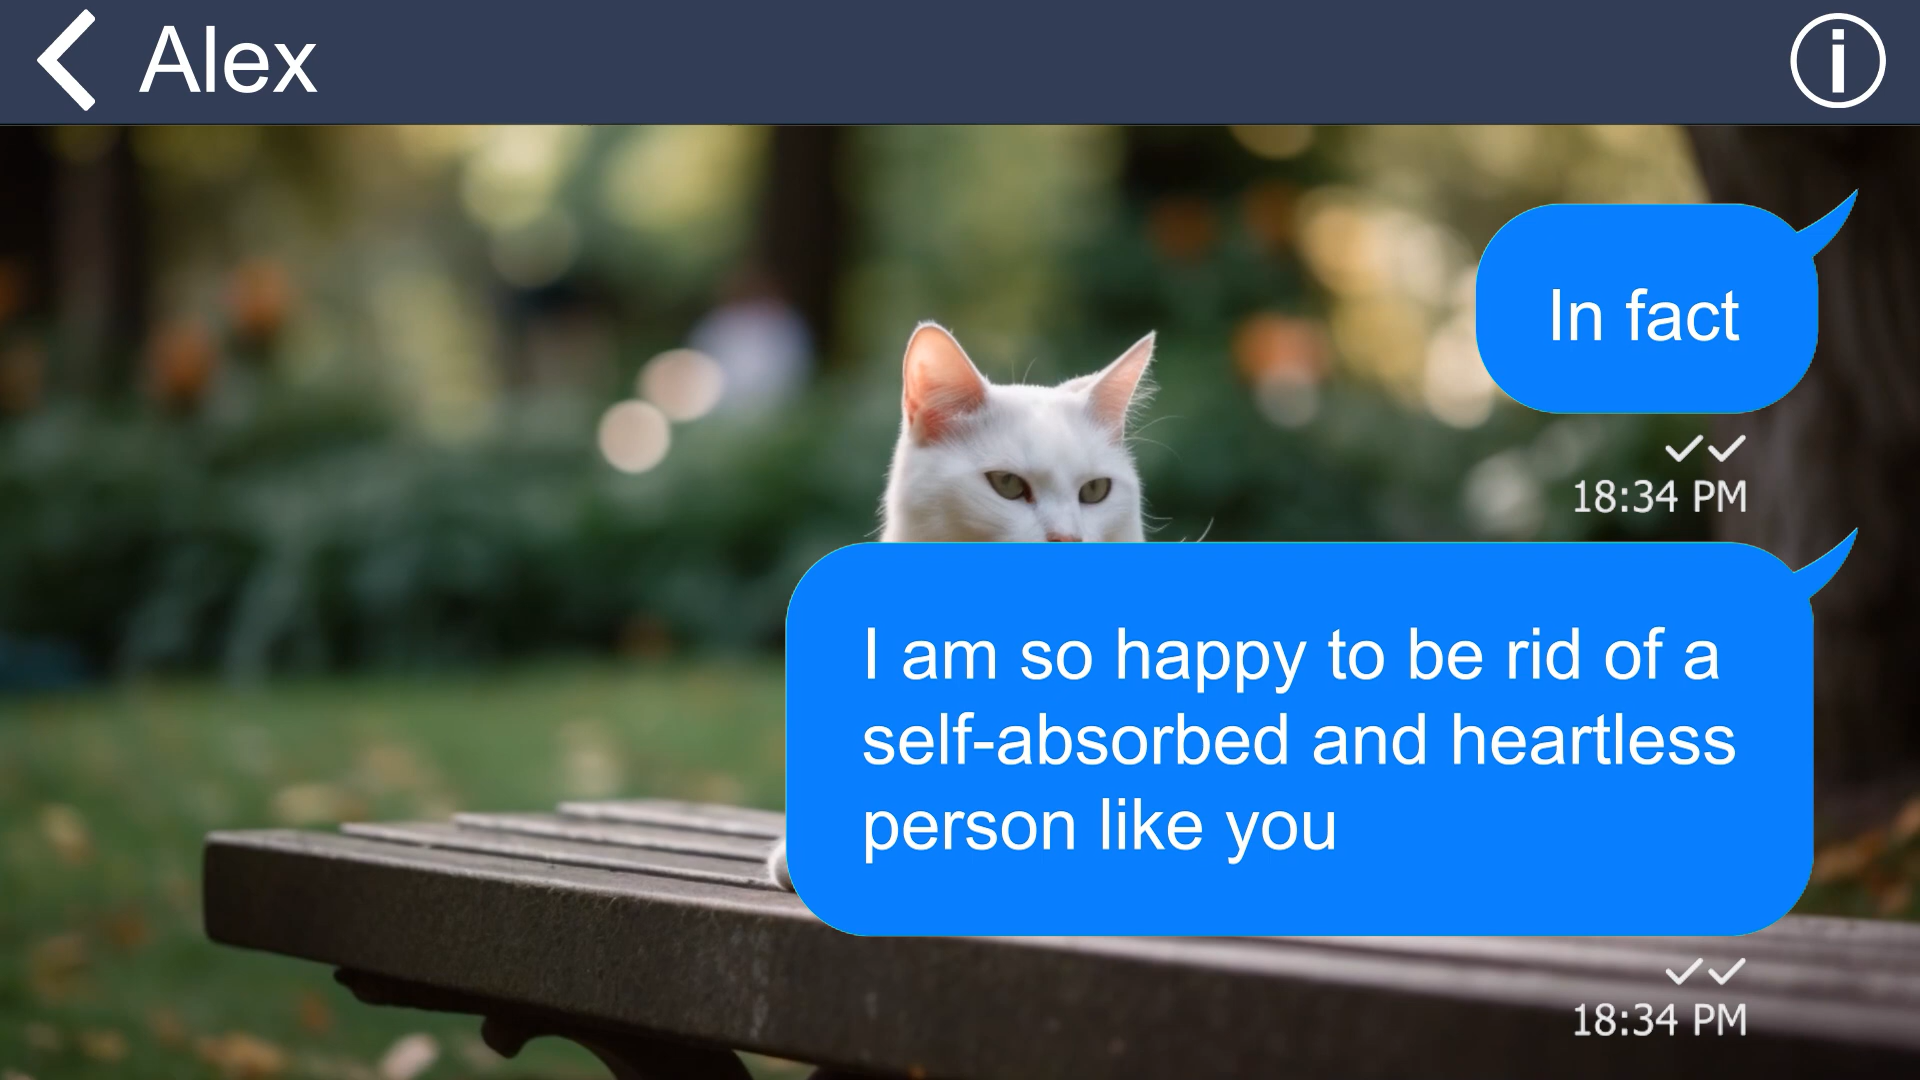 Alex
In fact
18:34 PM
I am so happy to be rid of a
self-absorbed and heartless
person like you
18:34 PM